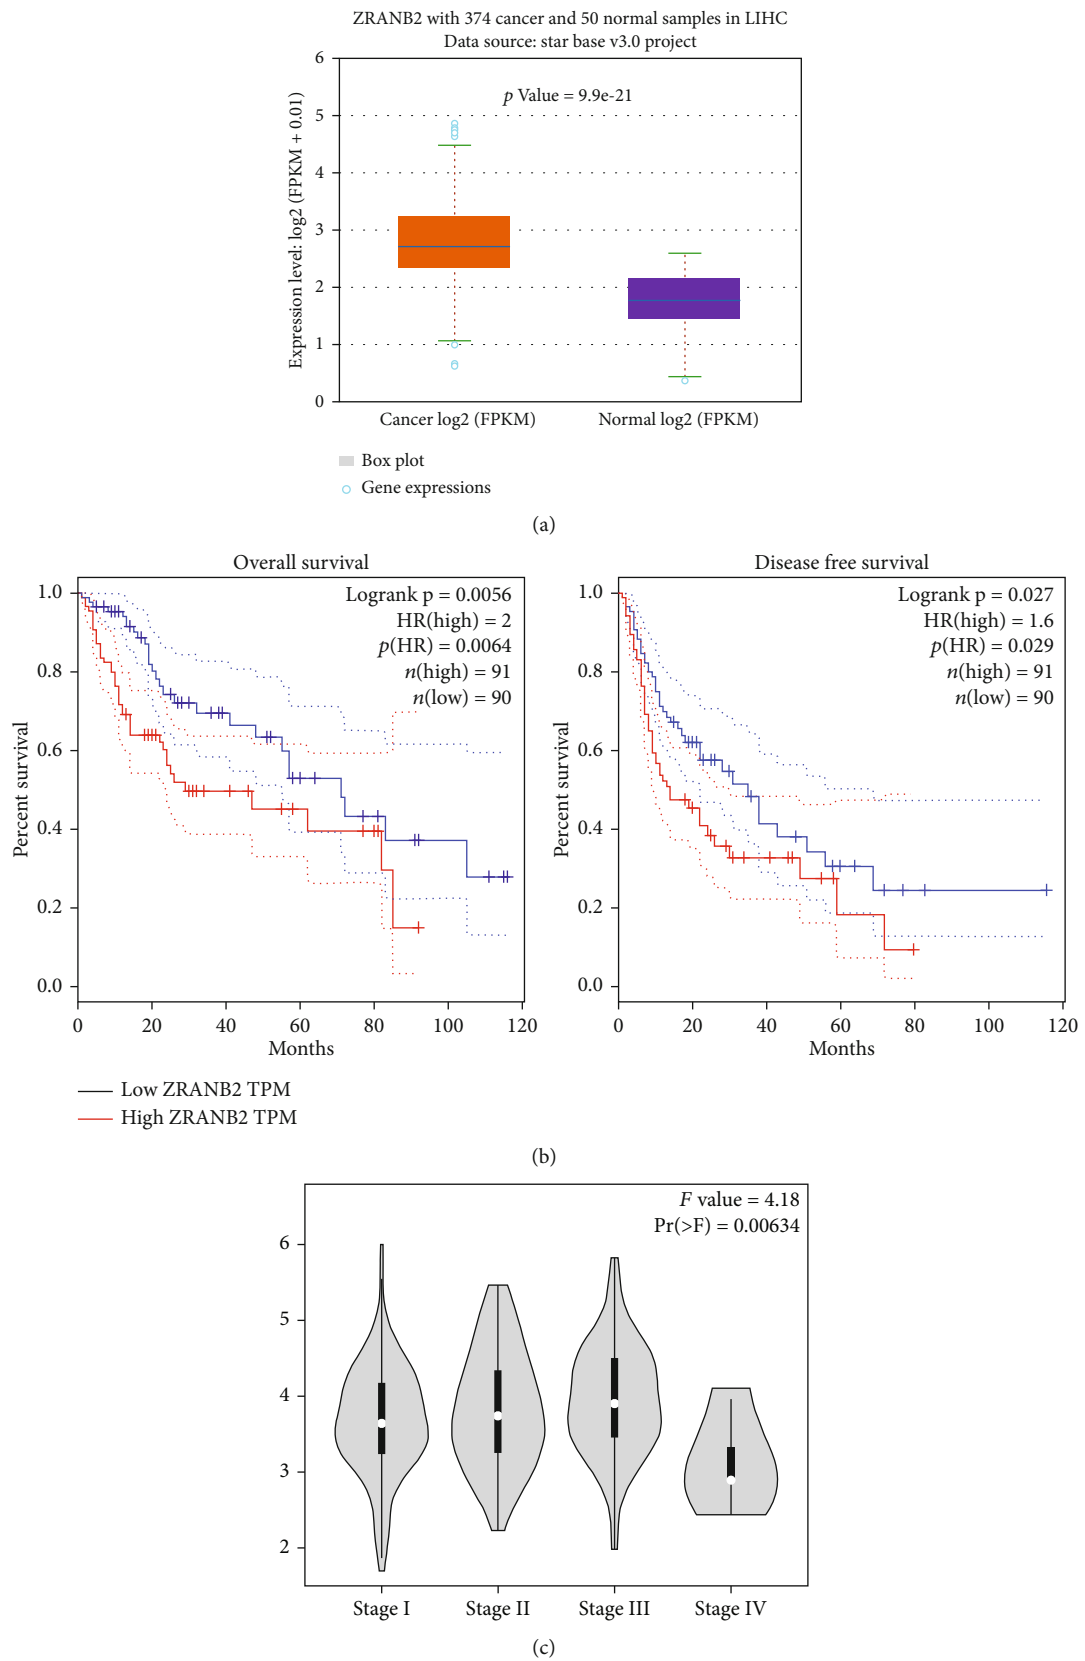 ZRANB2 with 374 cancer and 50 normal samples in LIHC
Data source: star base v3.0 project
p Value = 9.9e-21
Expression level: log2 (FPKM + 0.01)
6
5
4
3
2
1
0
Cancer log2 (FPKM)
Normal log2 (FPKM)
Box plot
Gene expressions
(a)
Overall survival
Logrank p = 0.0056
HR(high) = 2
p(HR) = 0.0064
n(high) = 91
n(low) = 90
Percent survival
1.0
0.8
0.6
0.4
0.2
0.0
0 20 40 60 80 100 120
Months
Disease free survival
Logrank p = 0.027
HR(high) = 1.6
p(HR) = 0.029
n(high) = 91
n(low) = 90
Percent survival
1.0
0.8
0.6
0.4
0.2
0.0
0 20 40 60 80 100 120
Months
Low ZRANB2 TPM
High ZRANB2 TPM
(b)
F value = 4.18
Pr(>F) = 0.00634
6
5
4
3
2
Stage I
Stage II
Stage III
Stage IV
(c)